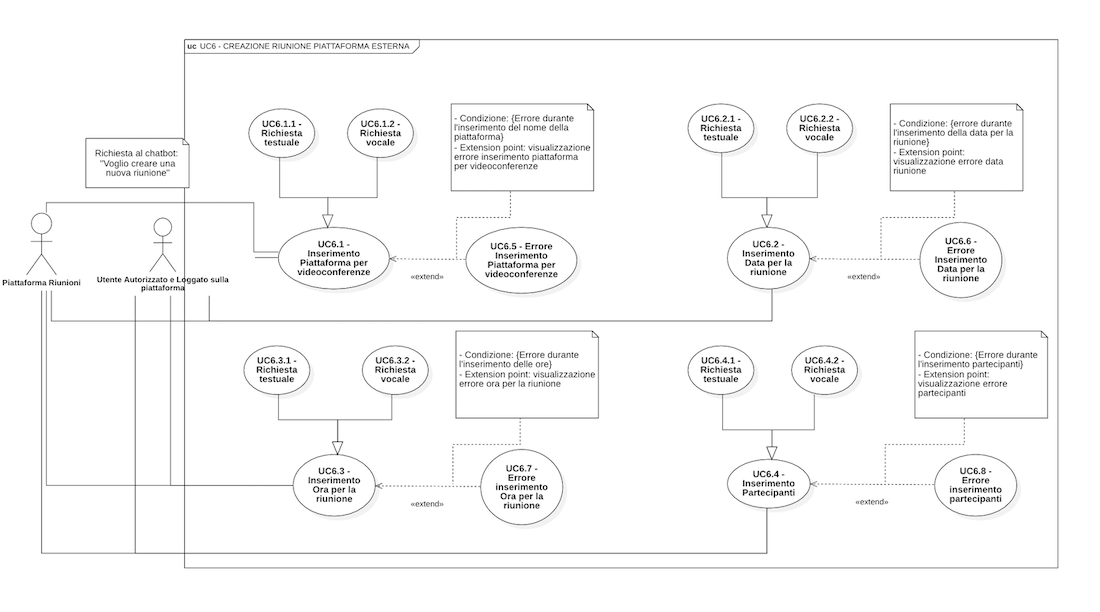 uc UC6 - CREAZIONE RIUNIONE PIATTAFORMA ESTERNA
Richiesta al chatbot:
"Voglio creare una
nuova riunione"
Piattaforma Riunioni
Utente Autorizzato e Loggato sulla
piattaforma
UC6.1.1 -
Richiesta
testuale
UC6.1.2 -
Richiesta
vocale
- Condizione: {Errore durante
l'inserimento del nome della
piattaforma}
- Extension point: visualizzazione
errore inserimento piattaforma
per videoconferenze
UC6.1 -
Inserimento
Piattaforma per
videoconferenze
«extend»
UC6.5 - Errore
Inserimento
Piattaforma per
videoconferenze
UC6.2.1 -
Richiesta
testuale
UC6.2.2 -
Richiesta
vocale
- Condizione: {errore durante
l'inserimento della data per la
riunione}
- Extension point:
visualizzazione errore data
riunione
UC6.2 -
Inserimento
Data per la
riunione
«extend»
UC6.6 -
Errore
Inserimento
Data per la
riunione
UC6.3.1 -
Richiesta
testuale
UC6.3.2 -
Richiesta
vocale
- Condizione: {Errore durante
l'inserimento delle ore}
- Extension point: visualizzazione
errore ora per la riunione
UC6.3 -
Inserimento
Ora per la
riunione
«extend»
UC6.7 -
Errore
inserimento
Ora per la
riunione
UC6.4.1 -
Richiesta
testuale
UC6.4.2 -
Richiesta
vocale
- Condizione: {Errore durante
l'inserimento partecipanti}
- Extension point:
visualizzazione errore
partecipanti
UC6.4 -
Inserimento
Partecipanti
«extend»
UC6.8 -
Errore
inserimento
partecipanti